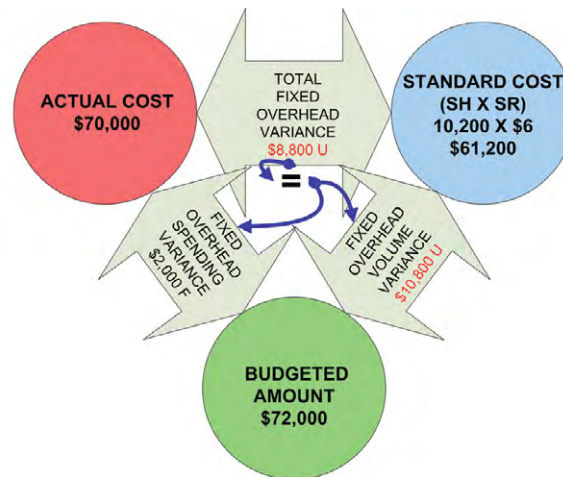 ACTUAL COST
$70,000
TOTAL
FIXED
OVERHEAD
VARIANCE
$8,800 U
STANDARD COST
(SH X SR)
10,200 X $6
$61,200
=
FIXED
OVERHEAD
SPENDING
VARIANCE
$2,000 F
FIXED
OVERHEAD
VOLUME
VARIANCE
$10,800 U
BUDGETED
AMOUNT
$72,000